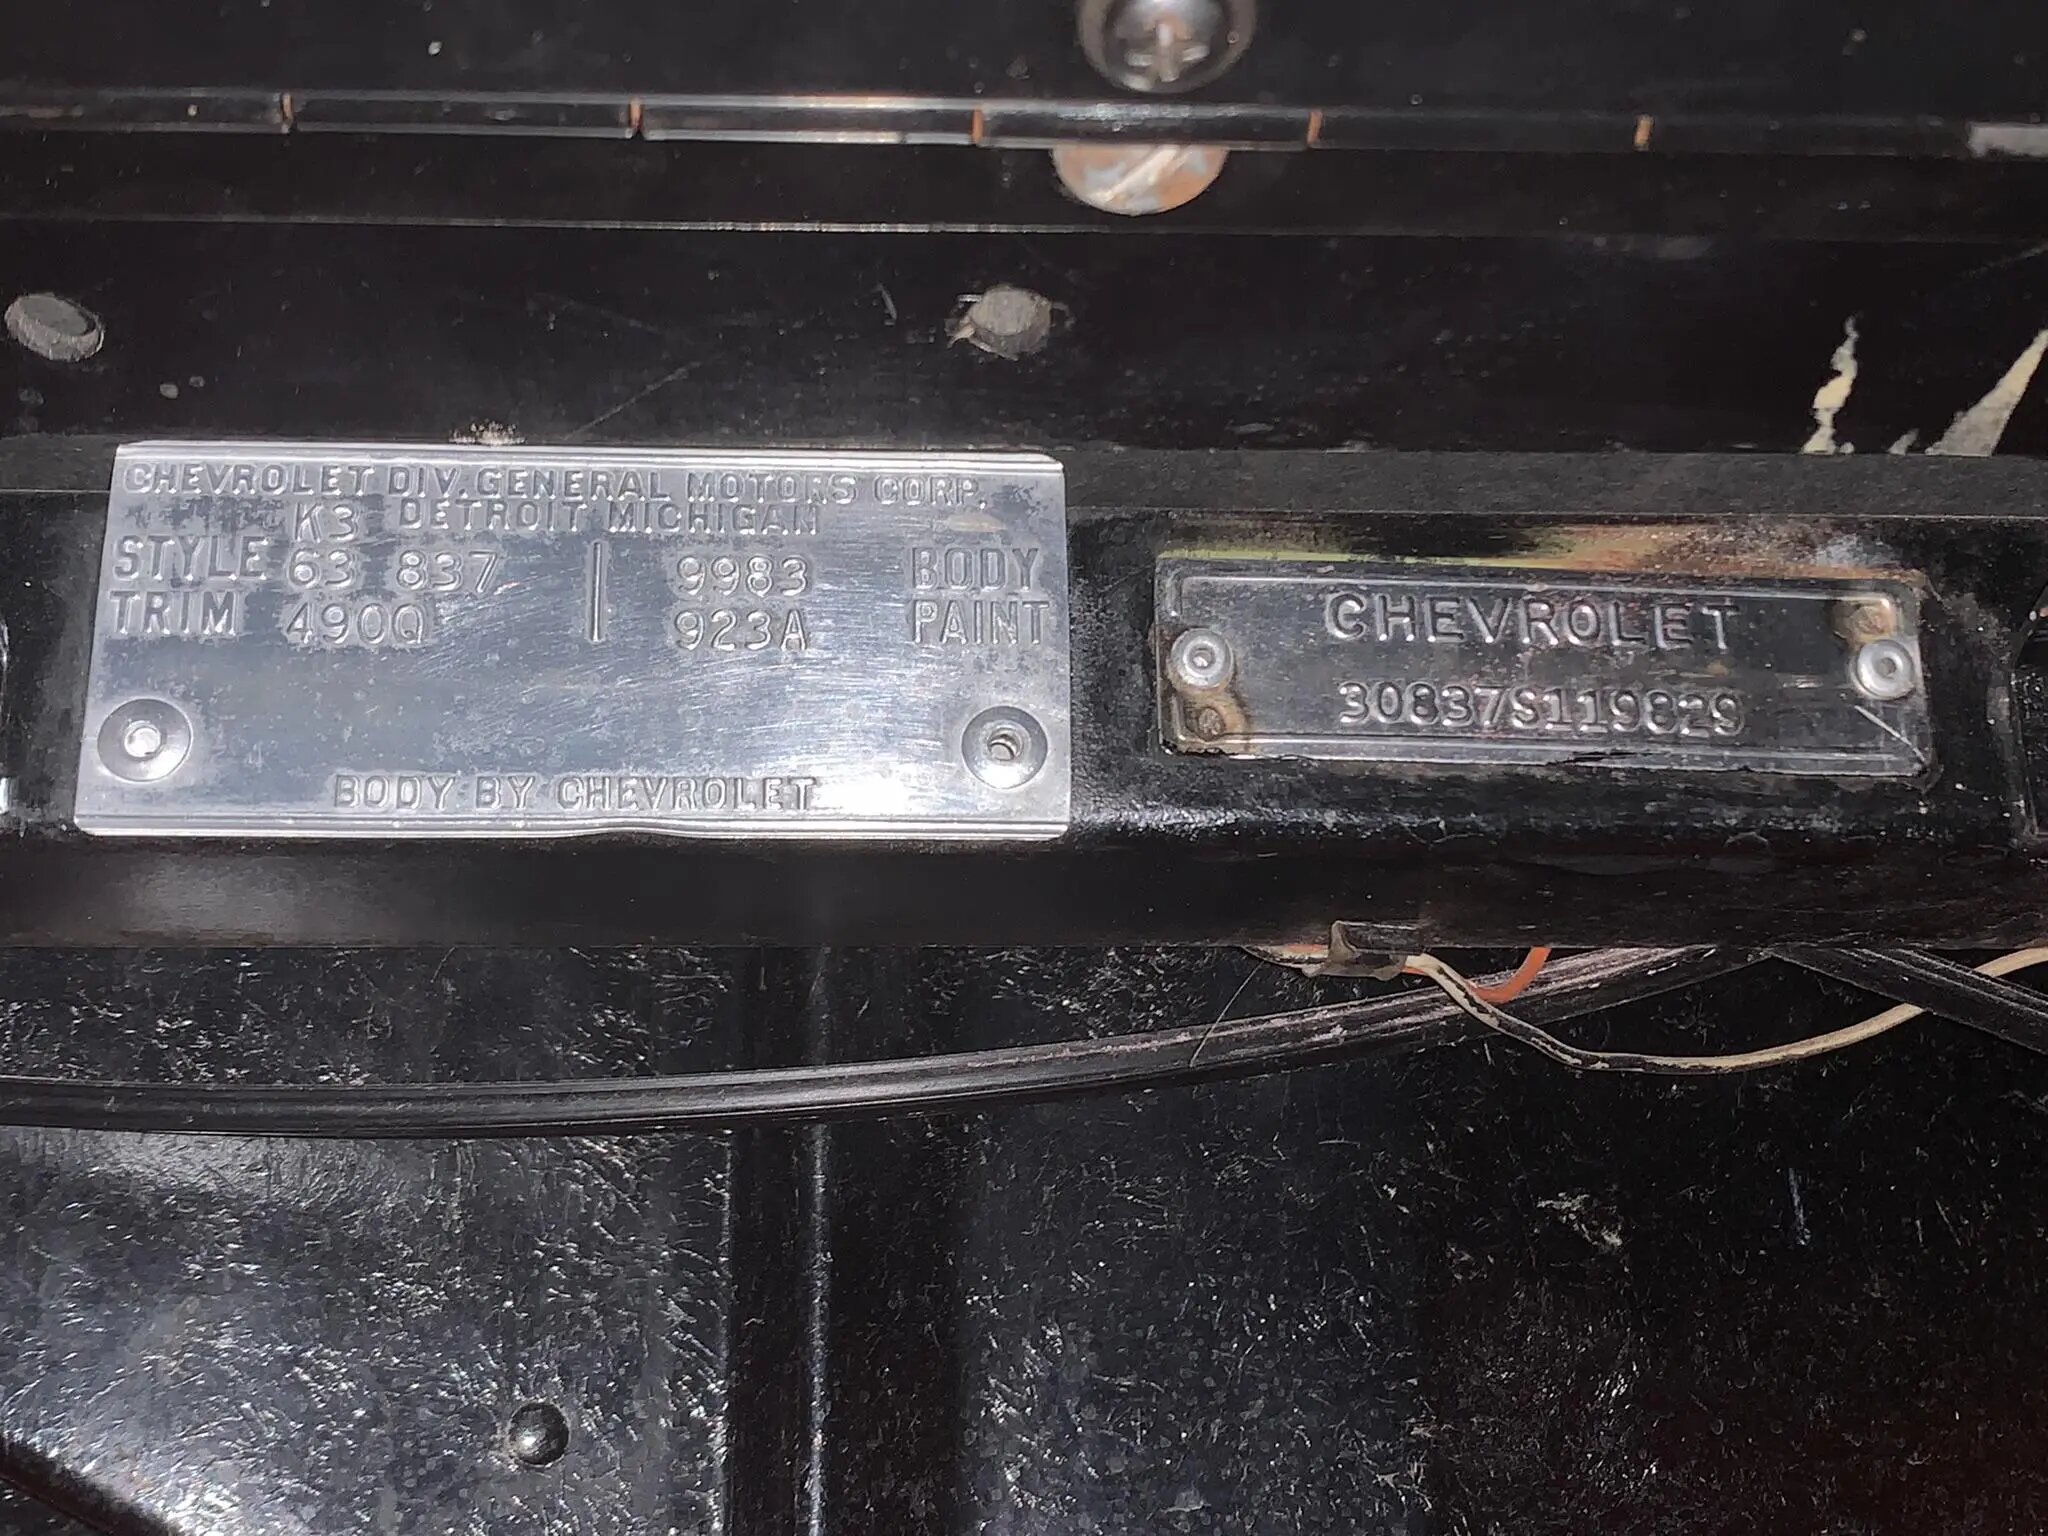 CHEVROLET DIV. GENERAL MOTORS CORP.
K3 DETROIT MICHIGAN
STYLE 63 837 9983 BODY
TRIM 490Q 923A PAINT
BODY BY CHEVROLET
CHEVROLET
30837S119829